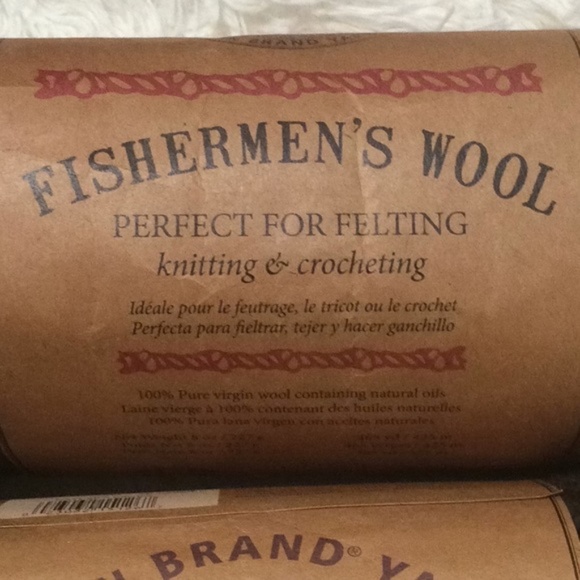 BRAND
FISHERMEN'S WOOL
PERFECT FOR FELTING
knitting & crocheting
Idéale pour le feutrage, le tricot ou le crochet
Perfecta para fieltrar, tejer y hacer ganchillo
100% Pure virgin wool containing natural oils
Laine vierge à 100% contenant des huiles naturelles
100% Pura lana virgen con aceites naturales
BRAND®